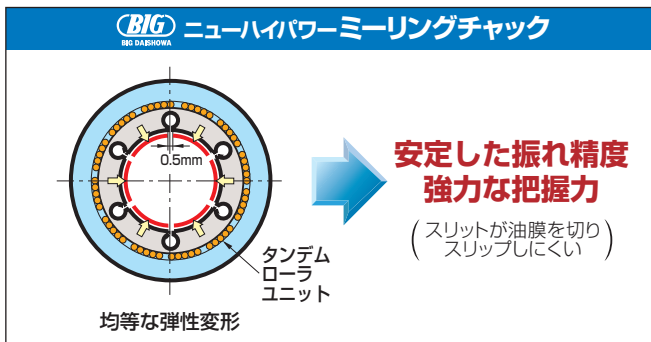 BIG ニューハイパワーミーリングチャック
BIG DAISHOWA
0.5mm
安定した振れ精度
強力な把握力
(スリットが油膜を切り
スリップしにくい)
タンデム
ローラ
ユニット
均等な弾性変形